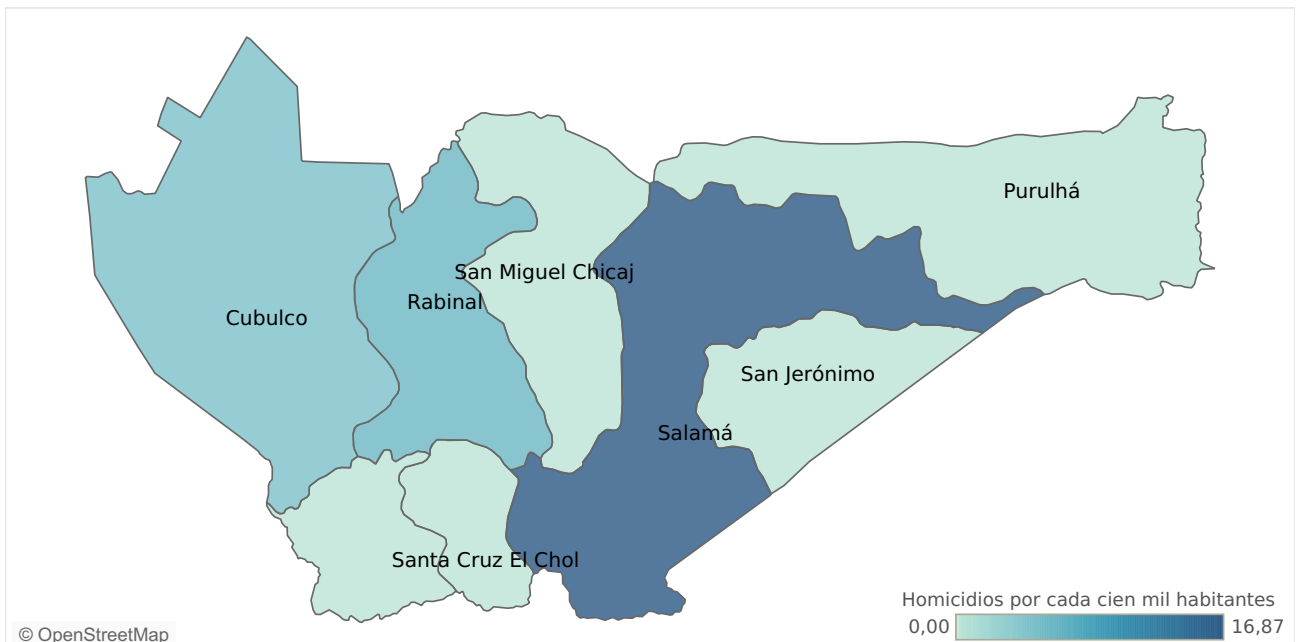 Purulhá
San Miguel Chicaj
Rabinal
Cubulco
San Jerónimo
Salamá
Santa Cruz El Chol
Homicidios por cada cien mil habitantes
0,00 16,87
© OpenStreetMap